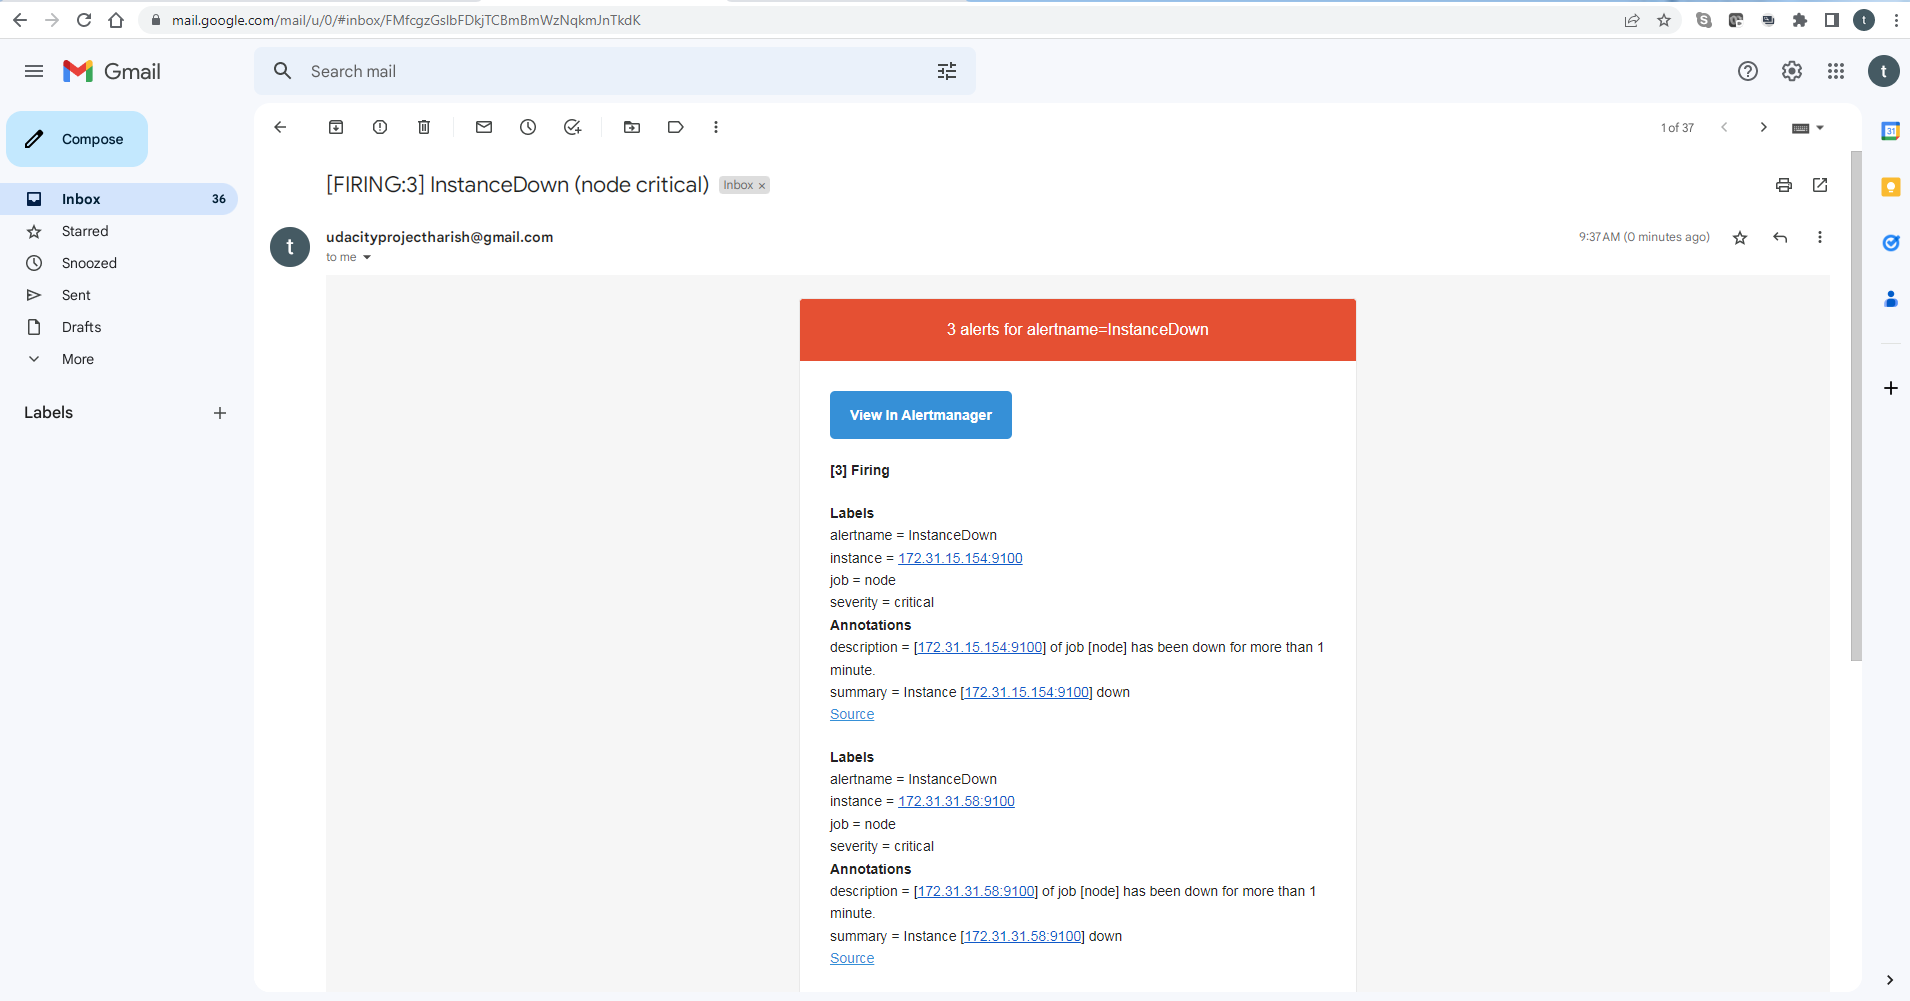 mail.google.com/mail/u/0/#inbox/FMfcgzGslbFDkjTCBmBmWzNqkmJnTkdK
t
Gmail
Search mail
t
Compose
1 of 37
31
[FIRING:3] InstanceDown (node critical)
Inbox x
Inbox 36
Starred
Snoozed
Sent
Drafts
More
Labels
t
udacityprojectharish@gmail.com
9:37 AM (0 minutes ago)
to me
3 alerts for alertname=InstanceDown
View In Alertmanager
[3] Firing
Labels
alertname = InstanceDown
instance = 172.31.15.154:9100
job = node
severity = critical
Annotations
description = [172.31.15.154:9100] of job [node] has been down for more than 1
minute.
summary = Instance [172.31.15.154:9100] down
Source
Labels
alertname = InstanceDown
instance = 172.31.31.58:9100
job = node
severity = critical
Annotations
description = [172.31.31.58:9100] of job [node] has been down for more than 1
minute.
summary = Instance [172.31.31.58:9100] down
Source